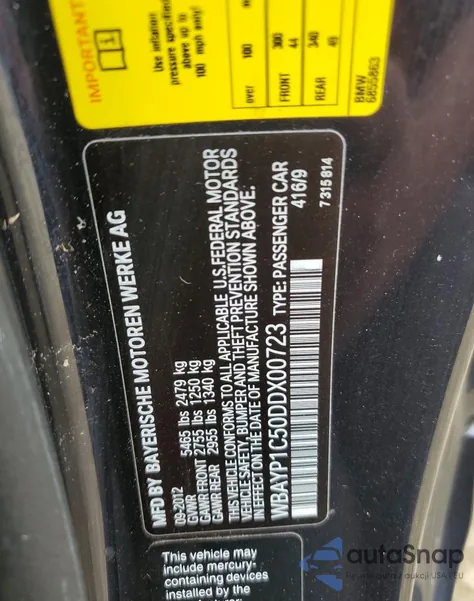 IMPORTANT
Use inflation
pressure specified for
above up to
100 mph only!
over 100
FRONT 300 44
REAR 340 49
BMW
6855863
MFD BY BAYERISCHE MOTOREN WERKE AG
09-2012
GVWR 5465 lbs 2479 kg
GAWR FRONT 2755 lbs 1250 kg
GAWR REAR 2955 lbs 1340 kg
THIS VEHICLE CONFORMS TO ALL APPLICABLE U.S. FEDERAL MOTOR
VEHICLE SAFETY, BUMPER AND THEFT PREVENTION STANDARDS
IN EFFECT ON THE DATE OF MANUFACTURE SHOWN ABOVE.
WBAYP1C50DDX00723 TYPE: PASSENGER CAR
416/9
7 315 814
This vehicle may
include mercury-
containing devices
installed by the
autoSnap